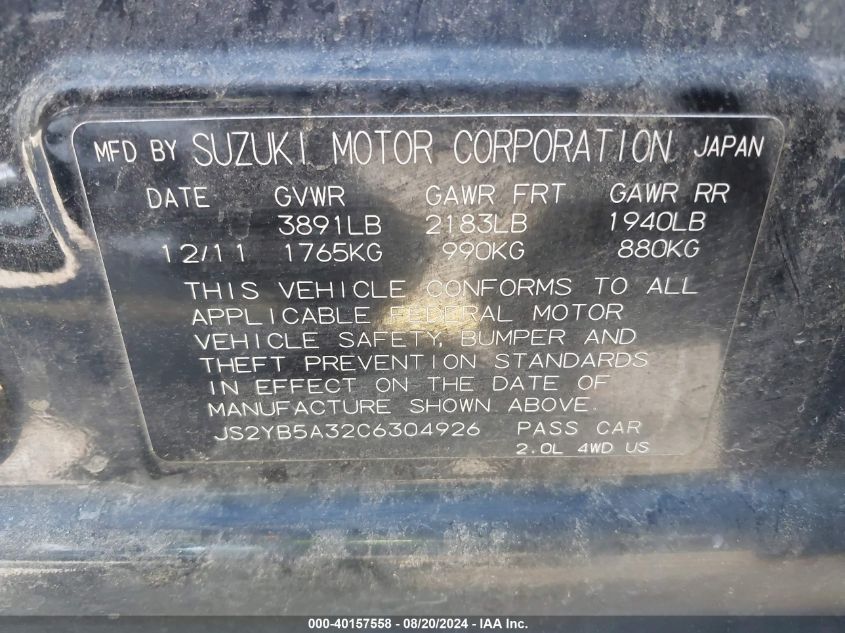 MFD BY SUZUKI MOTOR CORPORATION JAPAN
DATE GVWR GAWR FRT GAWR RR
3891LB 2183LB 1940LB
12/11 1765KG 990KG 880KG
THIS VEHICLE CONFORMS TO ALL
APPLICABLE FEDERAL MOTOR
VEHICLE SAFETY, BUMPER AND
THEFT PREVENTION STANDARDS
IN EFFECT ON THE DATE OF
MANUFACTURE SHOWN ABOVE.
JS2YB5A32C6304926 PASS CAR
2.0L 4WD US
000-40157558 - 08/20/2024 - IAA Inc.